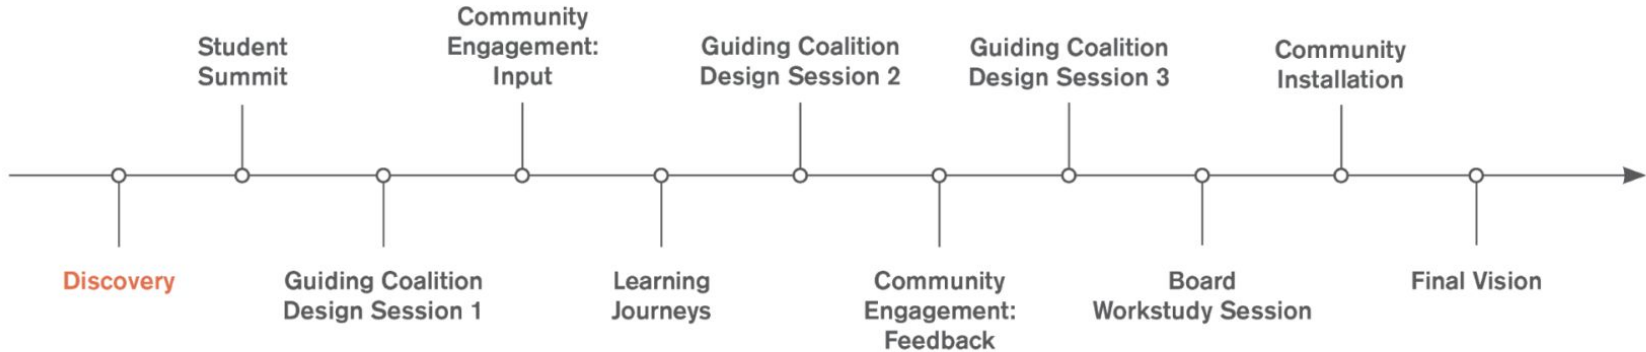 Discovery
Student
Summit
Guiding Coalition
Design Session 1
Community
Engagement:
Input
Learning
Journeys
Guiding Coalition
Design Session 2
Community
Engagement:
Feedback
Guiding Coalition
Design Session 3
Board
Workstudy Session
Community
Installation
Final Vision